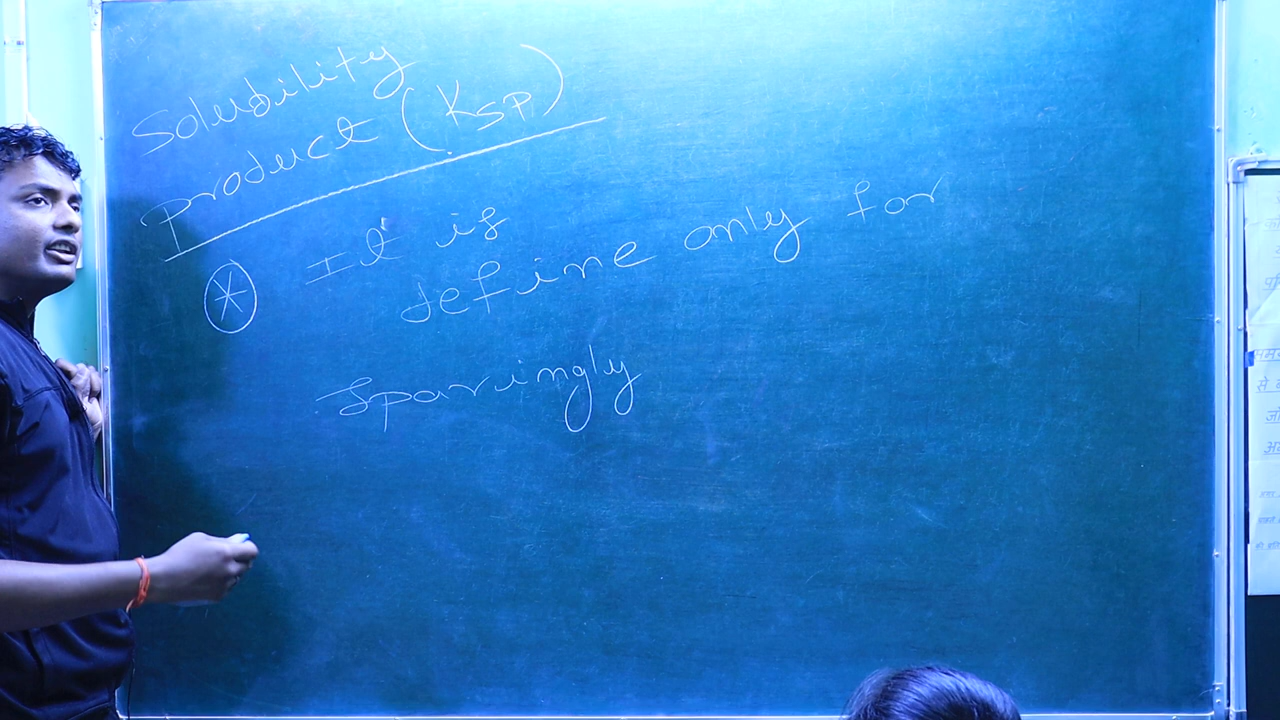 Solubility
product (KSP)
It is
define only for
sparingly
से